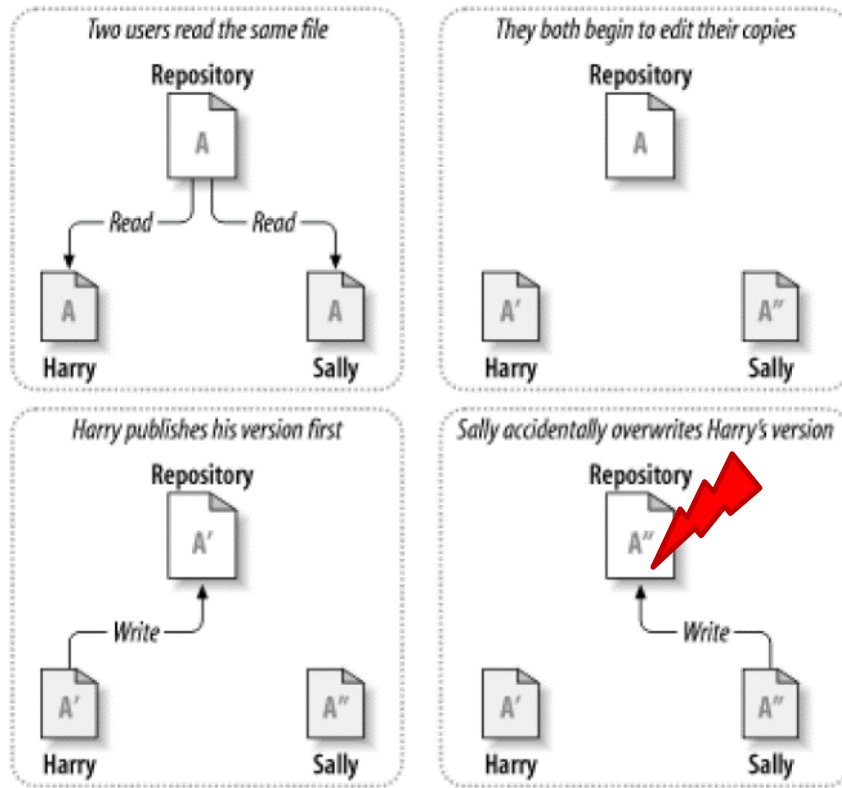 Two users read the same file
Repository
A
Read
Read
A
A
Harry
Sally
They both begin to edit their copies
Repository
A
A′
A″
Harry
Sally
Harry publishes his version first
Repository
A′
Write
A′
A″
Harry
Sally
Sally accidentally overwrites Harry's version
Repository
A″
Write
A′
A″
Harry
Sally